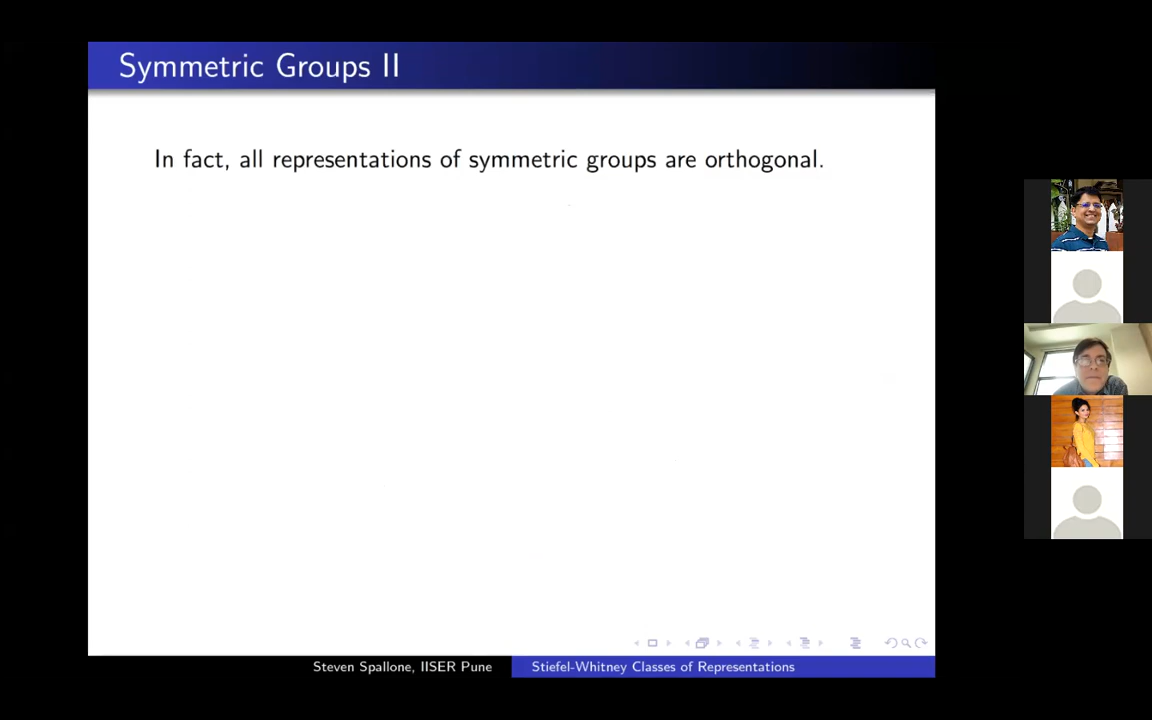 Symmetric Groups II
In fact, all representations of symmetric groups are orthogonal.
Steven Spallone, IISER Pune
Stiefel-Whitney Classes of Representations